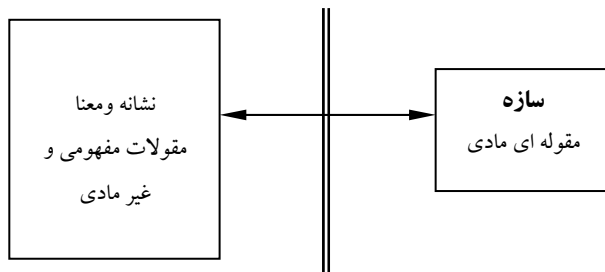 سازه
مقوله ای مادی
نشانه ومعنا
مقولات مفهومی و
غیر مادی